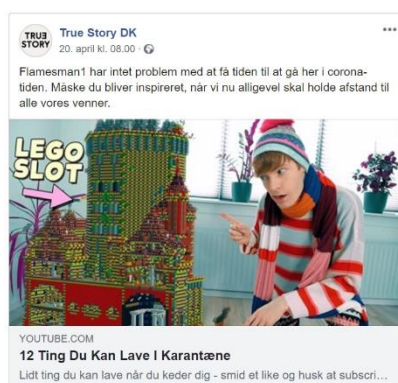 TRUE
STORY
True Story DK
20. april kl. 08.00 ·
Flamesman1 har intet problem med at få tiden til at gå her i corona-
tiden. Måske du bliver inspireret, når vi nu alligevel skal holde afstand til
alle vores venner.
LEGO
SLOT
YOUTUBE.COM
12 Ting Du Kan Lave I Karantæne
Lidt ting du kan lave når du keder dig - smid et like og husk at subscri...